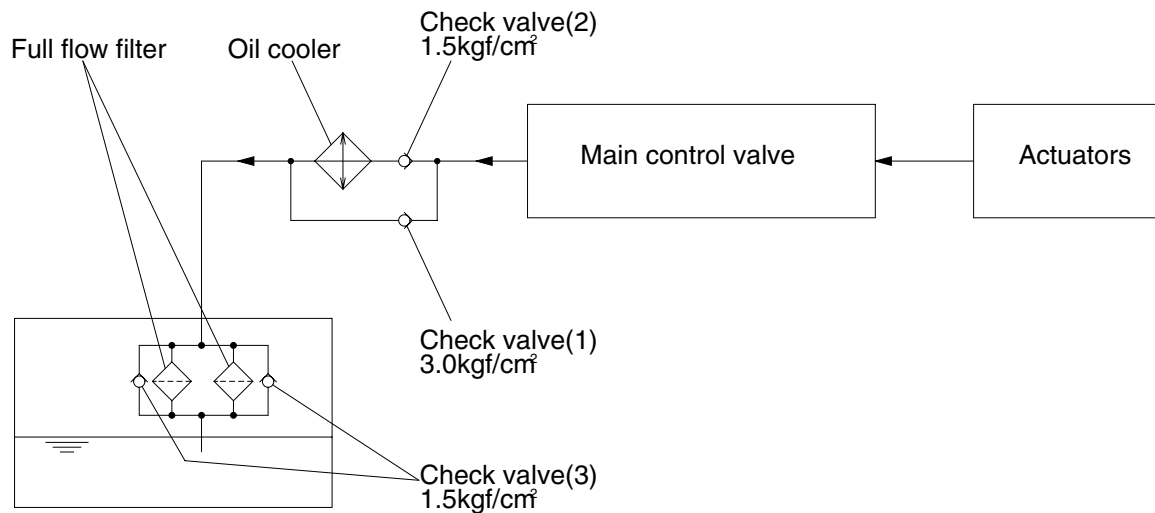 Check valve(2)
1.5kgf/cm²
Full flow filter
Oil cooler
Main control valve
Actuators
Check valve(1)
3.0kgf/cm²
Check valve(3)
1.5kgf/cm²